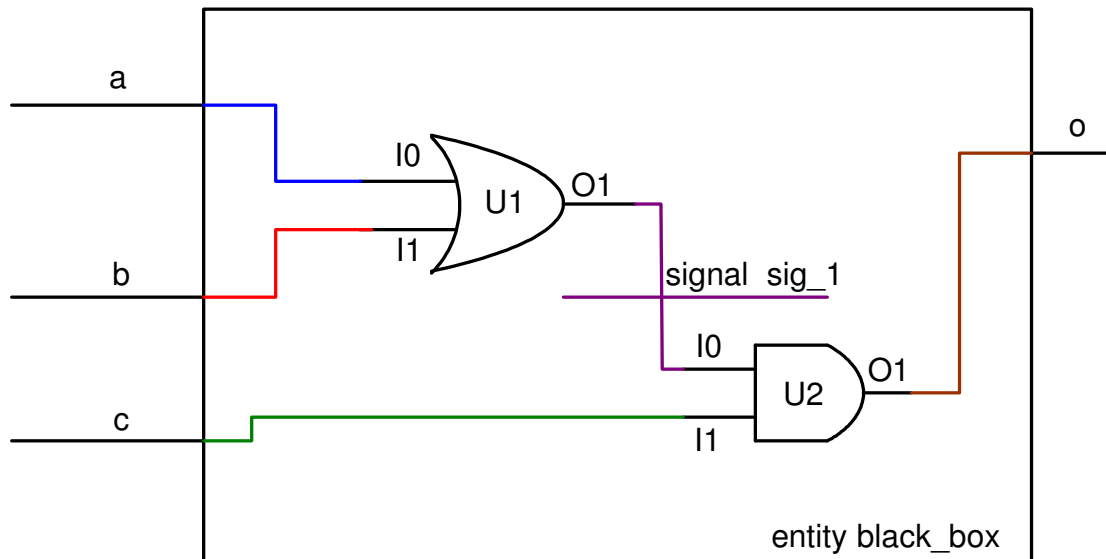 a
o
I0
O1
U1
I1
b
signal sig_1
I0
O1
U2
c
I1
entity black_box